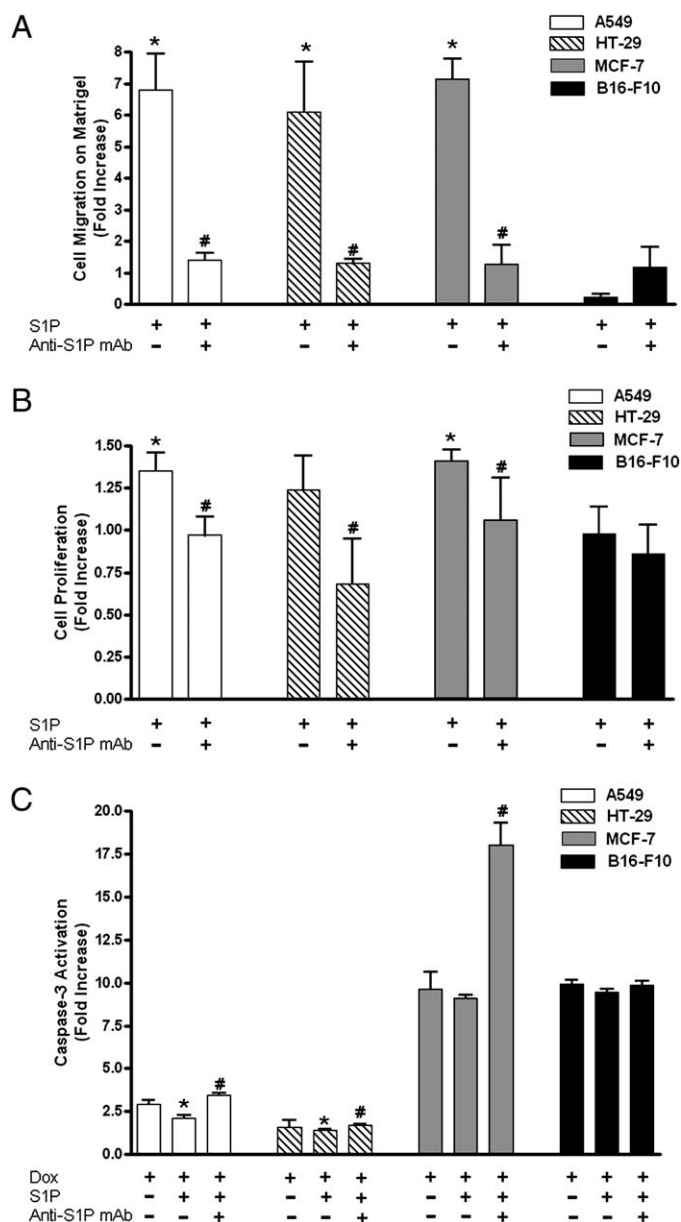 A
Cell Migration on Matrigel
(Fold Increase)
8
7
6
5
4
3
2
1
0
* # * # * #
A549
HT-29
MCF-7
B16-F10
S1P + + + + + + + +
Anti-S1P mAb - + - + - + - +
B
Cell Proliferation
(Fold Increase)
1.50
1.25
1.00
0.75
0.50
0.25
0.00
* # # * #
A549
HT-29
MCF-7
B16-F10
S1P + + + + + + + +
Anti-S1P mAb - + - + - + - +
C
Caspase-3 Activation
(Fold Increase)
20.0
17.5
15.0
12.5
10.0
7.5
5.0
2.5
0.0
* # * # #
A549
HT-29
MCF-7
B16-F10
Dox + + + + + + + + + + + +
S1P - + + - + + - + + - + +
Anti-S1P mAb - - + - - + - - + - - +